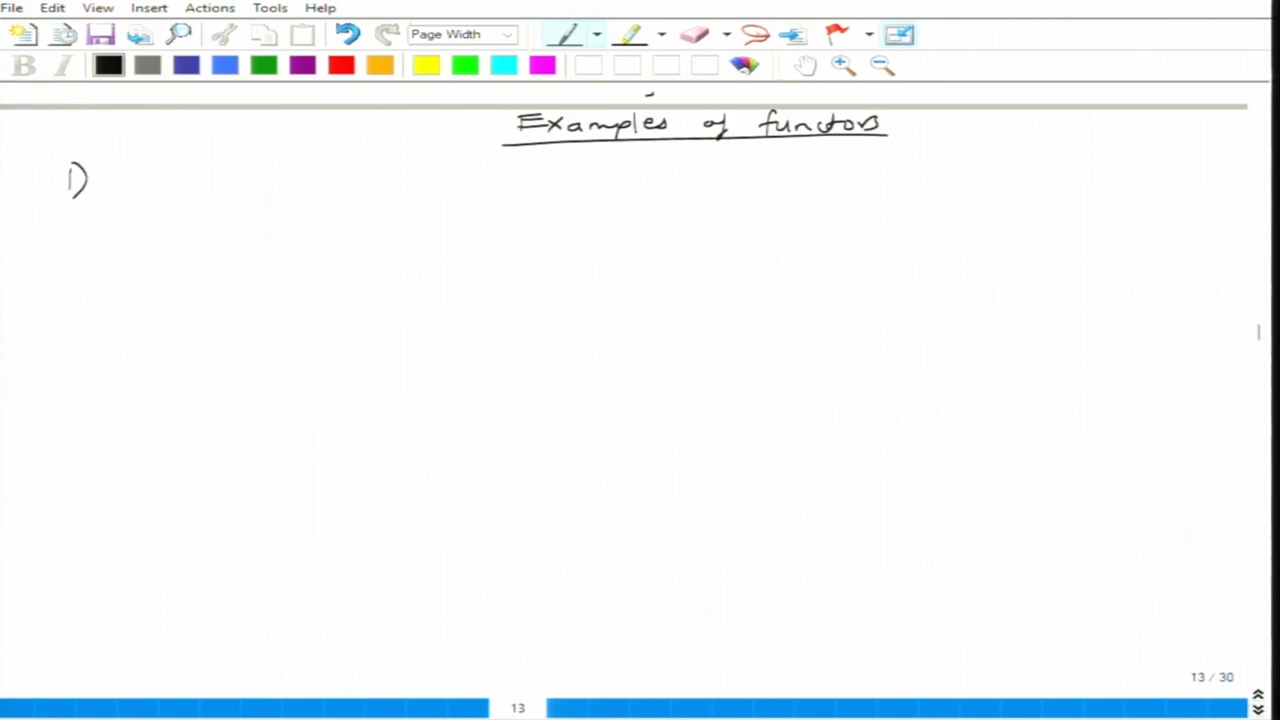 File Edit View Insert Actions Tools Help
Page Width
B I
Examples of functors
1)
13 / 30
13